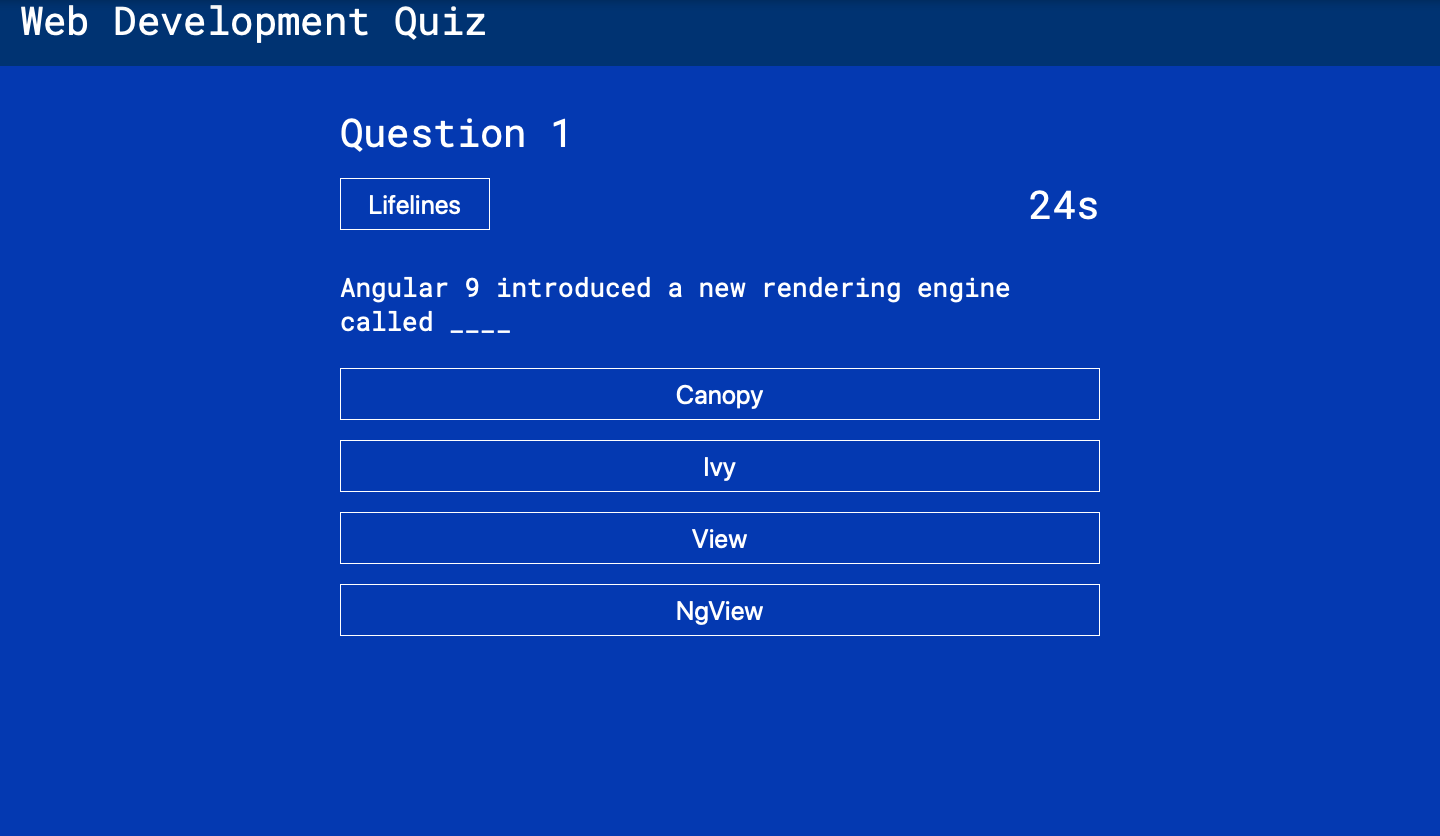 Web Development Quiz
Question 1
Lifelines
24s
Angular 9 introduced a new rendering engine
called ____
Canopy
Ivy
View
NgView